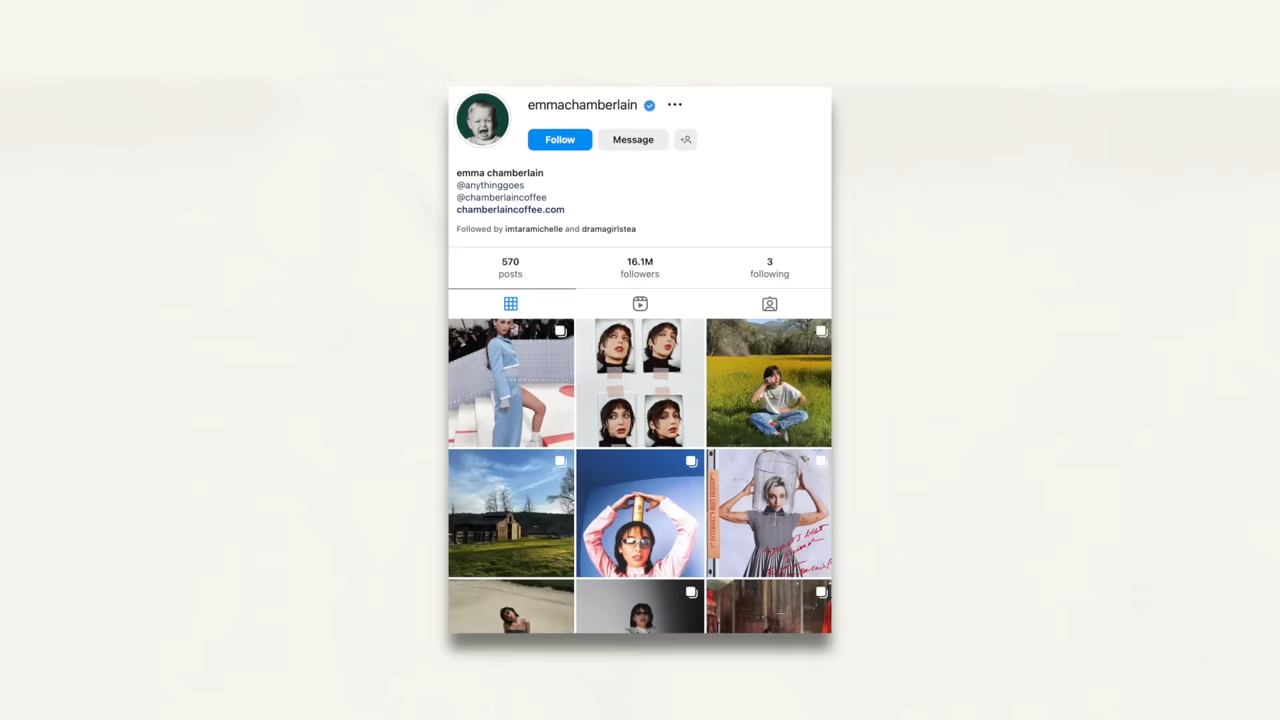 emmachamberlain
Follow
Message
emma chamberlain
@anythinggoes
@chamberlaincoffee
chamberlaincoffee.com
Followed by imtaramichelle and dramagirlstea
570
posts
16.1M
followers
3
following